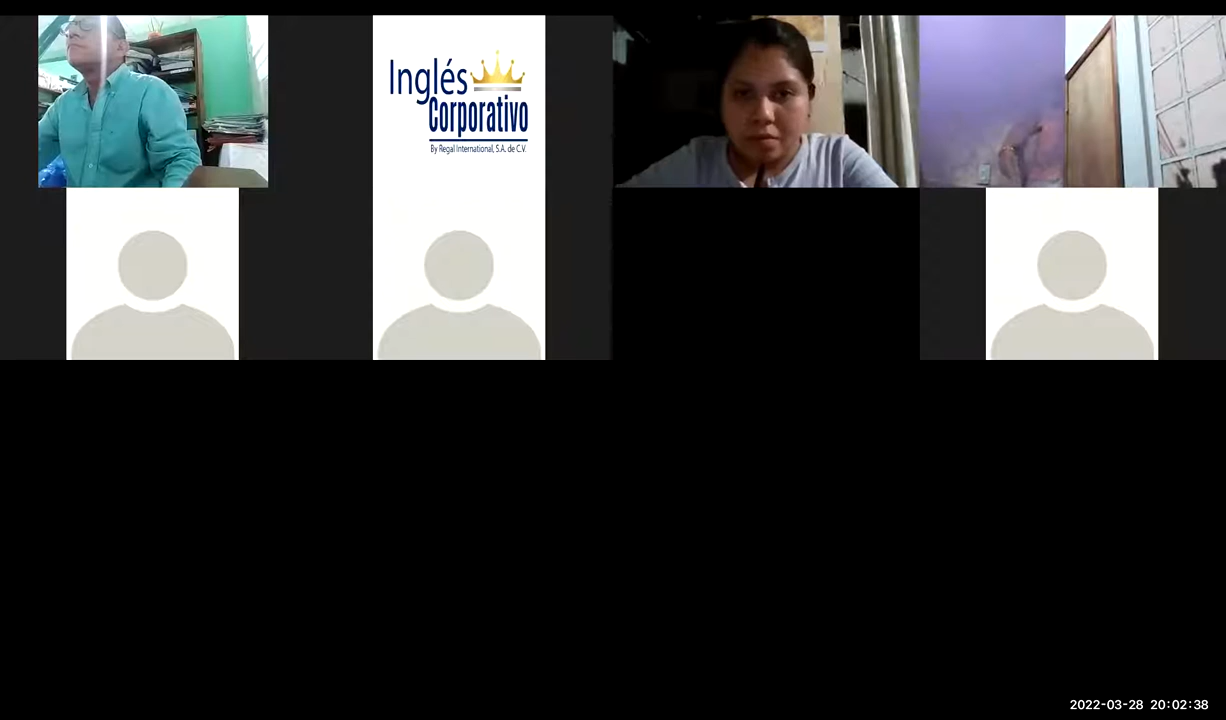 Inglés
Corporativo
By Regal International, S.A. de C.V.
2022-03-28 20:02:38